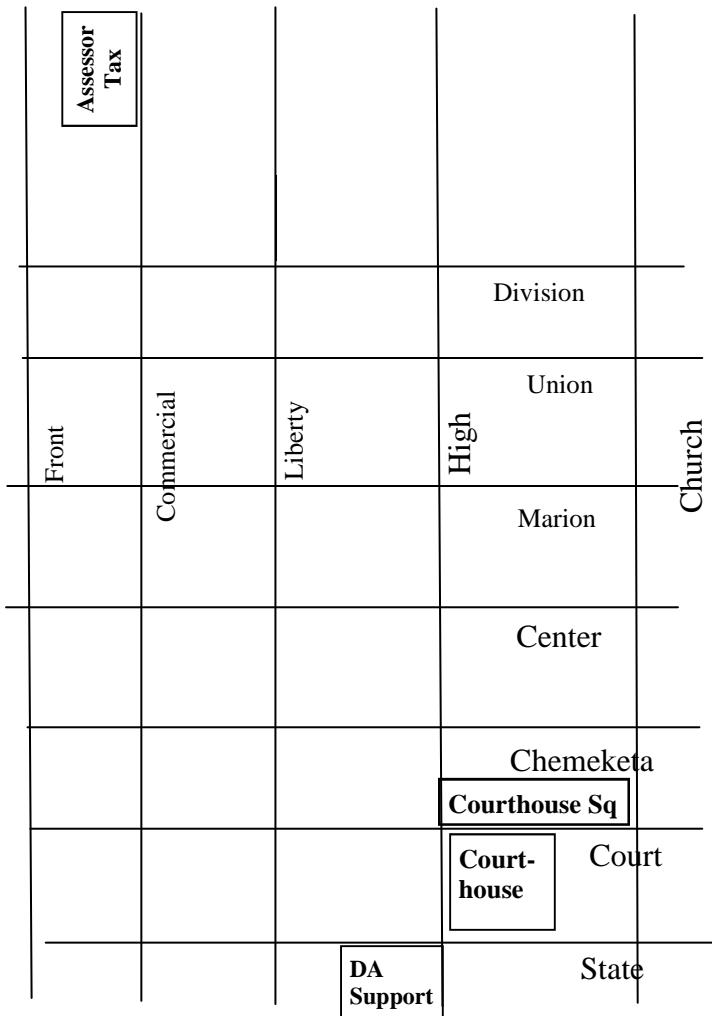 Assessor
Tax
Division
Union
Front
Commercial
Liberty
High
Church
Marion
Center
Chemeketa
Courthouse Sq
Court-
house
Court
DA
Support
State